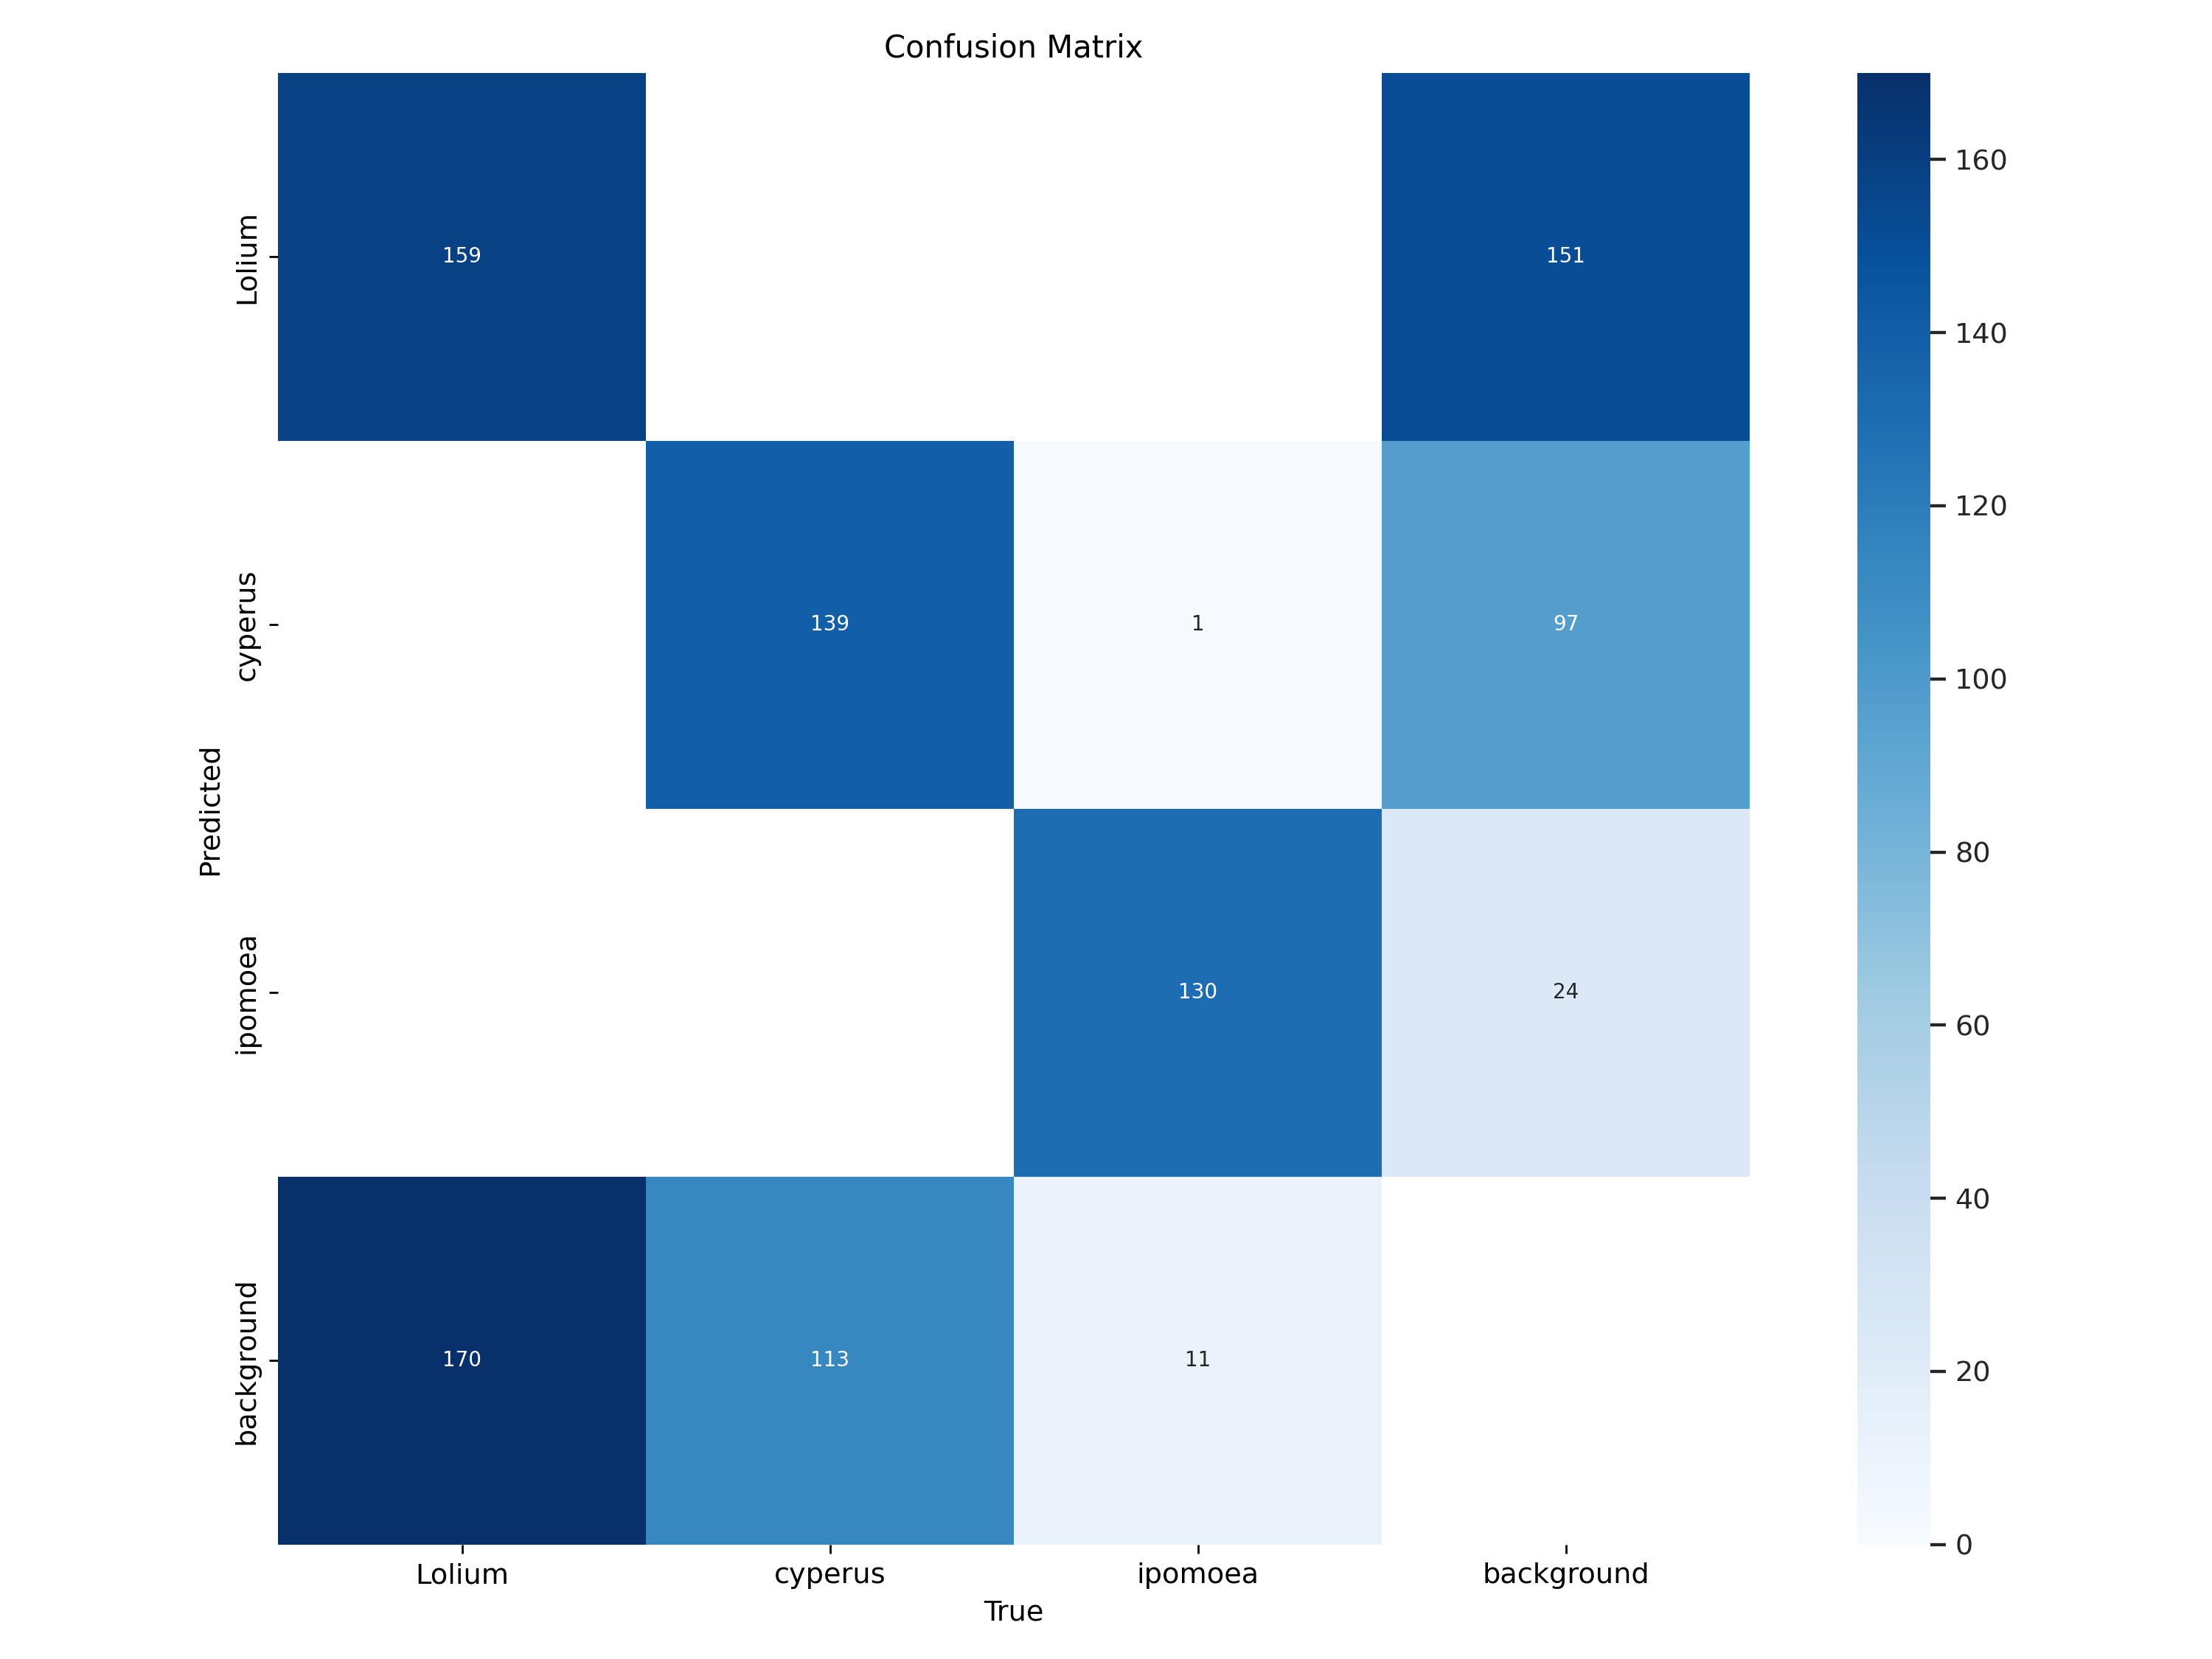 Confusion Matrix
Lolium
159
151
cyperus
139
1
97
ipomoea
130
24
background
170
113
11
Predicted
Lolium
cyperus
ipomoea
background
True
160
140
120
100
80
60
40
20
0